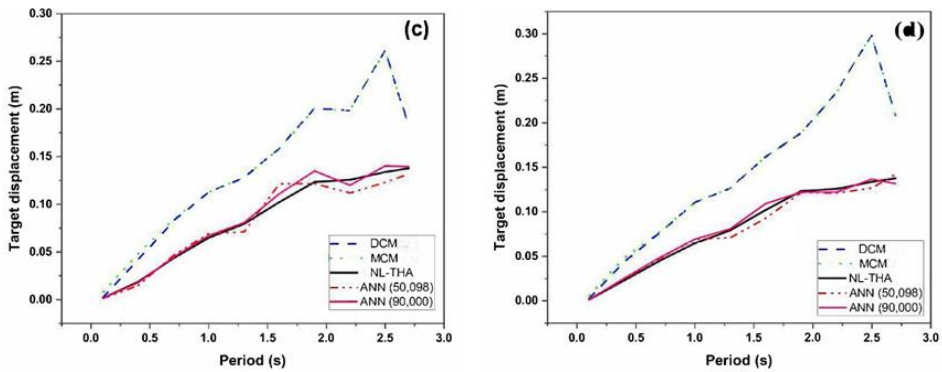 (c)
0.30
0.25
0.20
0.15
0.10
0.05
0.00
Target displacement (m)
DCM
MCM
NL-THA
ANN (50,098)
ANN (90,000)
0.0 0.5 1.0 1.5 2.0 2.5 3.0
Period (s)
(d)
0.30
0.25
0.20
0.15
0.10
0.05
0.00
Target displacement (m)
DCM
MCM
NL-THA
ANN (50,098)
ANN (90,000)
0.0 0.5 1.0 1.5 2.0 2.5 3.0
Period (s)